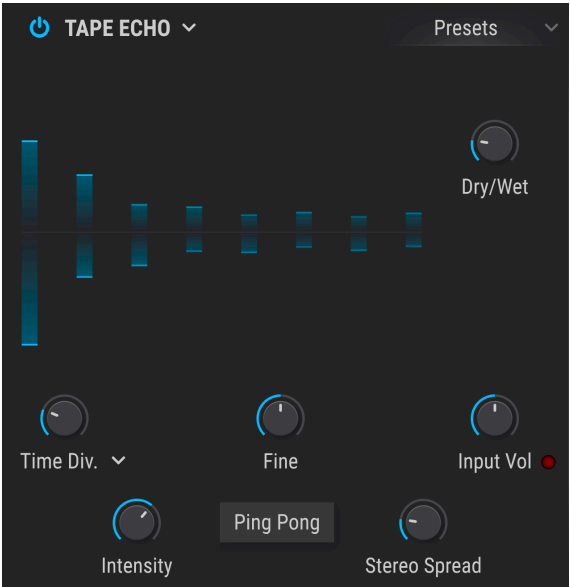 TAPE ECHO
Presets
Dry/Wet
Time Div.
Fine
Input Vol
Intensity
Ping Pong
Stereo Spread